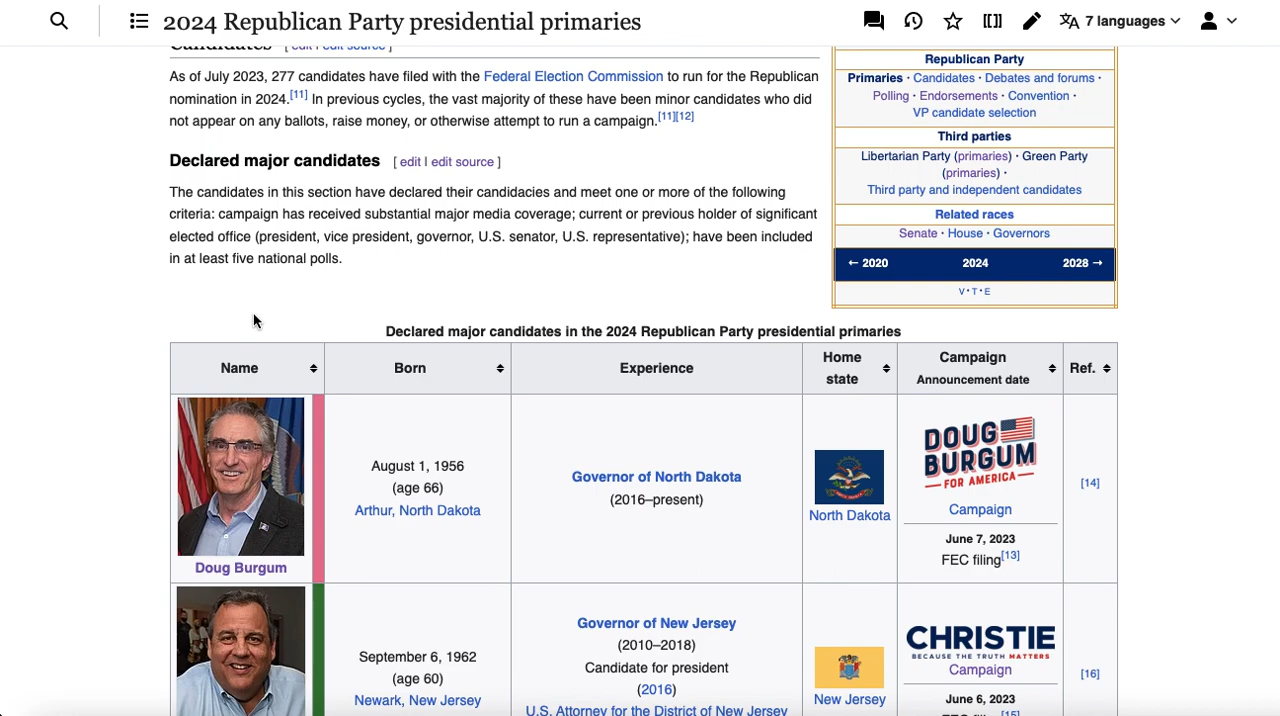 2024 Republican Party presidential primaries
7 languages
Candidates [ edit | edit source ]
As of July 2023, 277 candidates have filed with the Federal Election Commission to run for the Republican
nomination in 2024.[11] In previous cycles, the vast majority of these have been minor candidates who did
not appear on any ballots, raise money, or otherwise attempt to run a campaign.[11][12]
Declared major candidates [ edit | edit source ]
The candidates in this section have declared their candidacies and meet one or more of the following
criteria: campaign has received substantial major media coverage; current or previous holder of significant
elected office (president, vice president, governor, U.S. senator, U.S. representative); have been included
in at least five national polls.
Republican Party
Primaries · Candidates · Debates and forums ·
Polling · Endorsements · Convention ·
VP candidate selection
Third parties
Libertarian Party (primaries) · Green Party
(primaries) ·
Third party and independent candidates
Related races
Senate · House · Governors
← 2020 2024 2028 →
V · T · E
Declared major candidates in the 2024 Republican Party presidential primaries
Name
Born
Experience
Home
state
Campaign
Announcement date
Ref.
Doug Burgum
August 1, 1956
(age 66)
Arthur, North Dakota
Governor of North Dakota
(2016–present)
North Dakota
DOUG
BURGUM
FOR AMERICA
Campaign
June 7, 2023
FEC filing[13]
[14]
September 6, 1962
(age 60)
Newark, New Jersey
Governor of New Jersey
(2010–2018)
Candidate for president
(2016)
U.S. Attorney for the District of New Jersey
New Jersey
CHRISTIE
BECAUSE THE TRUTH MATTERS
Campaign
June 6, 2023
FEC filing[15]
[16]